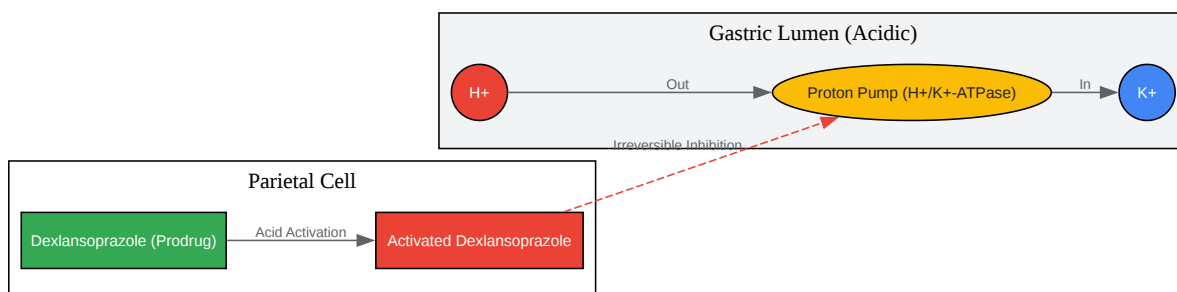 Gastric Lumen (Acidic)
H+
Out
Proton Pump (H+/K+-ATPase)
In
K+
Irreversible Inhibition
Parietal Cell
Dexlansoprazole (Prodrug)
Acid Activation
Activated Dexlansoprazole